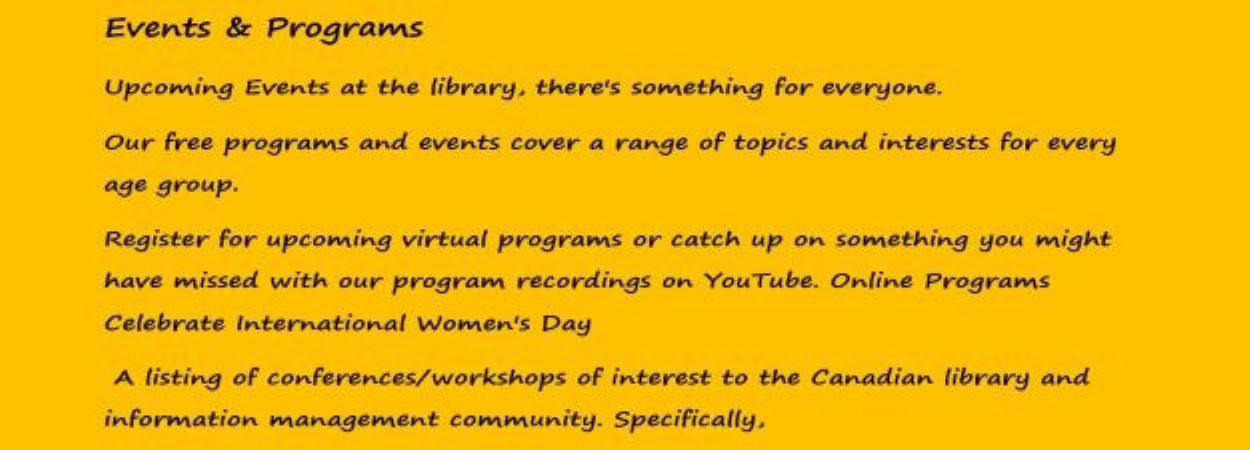 Events & Programs
Upcoming Events at the library, there's something for everyone.
Our free programs and events cover a range of topics and interests for every
age group.
Register for upcoming virtual programs or catch up on something you might
have missed with our program recordings on YouTube. Online Programs
Celebrate International Women's Day
A listing of conferences/workshops of interest to the Canadian library and
information management community. Specifically,